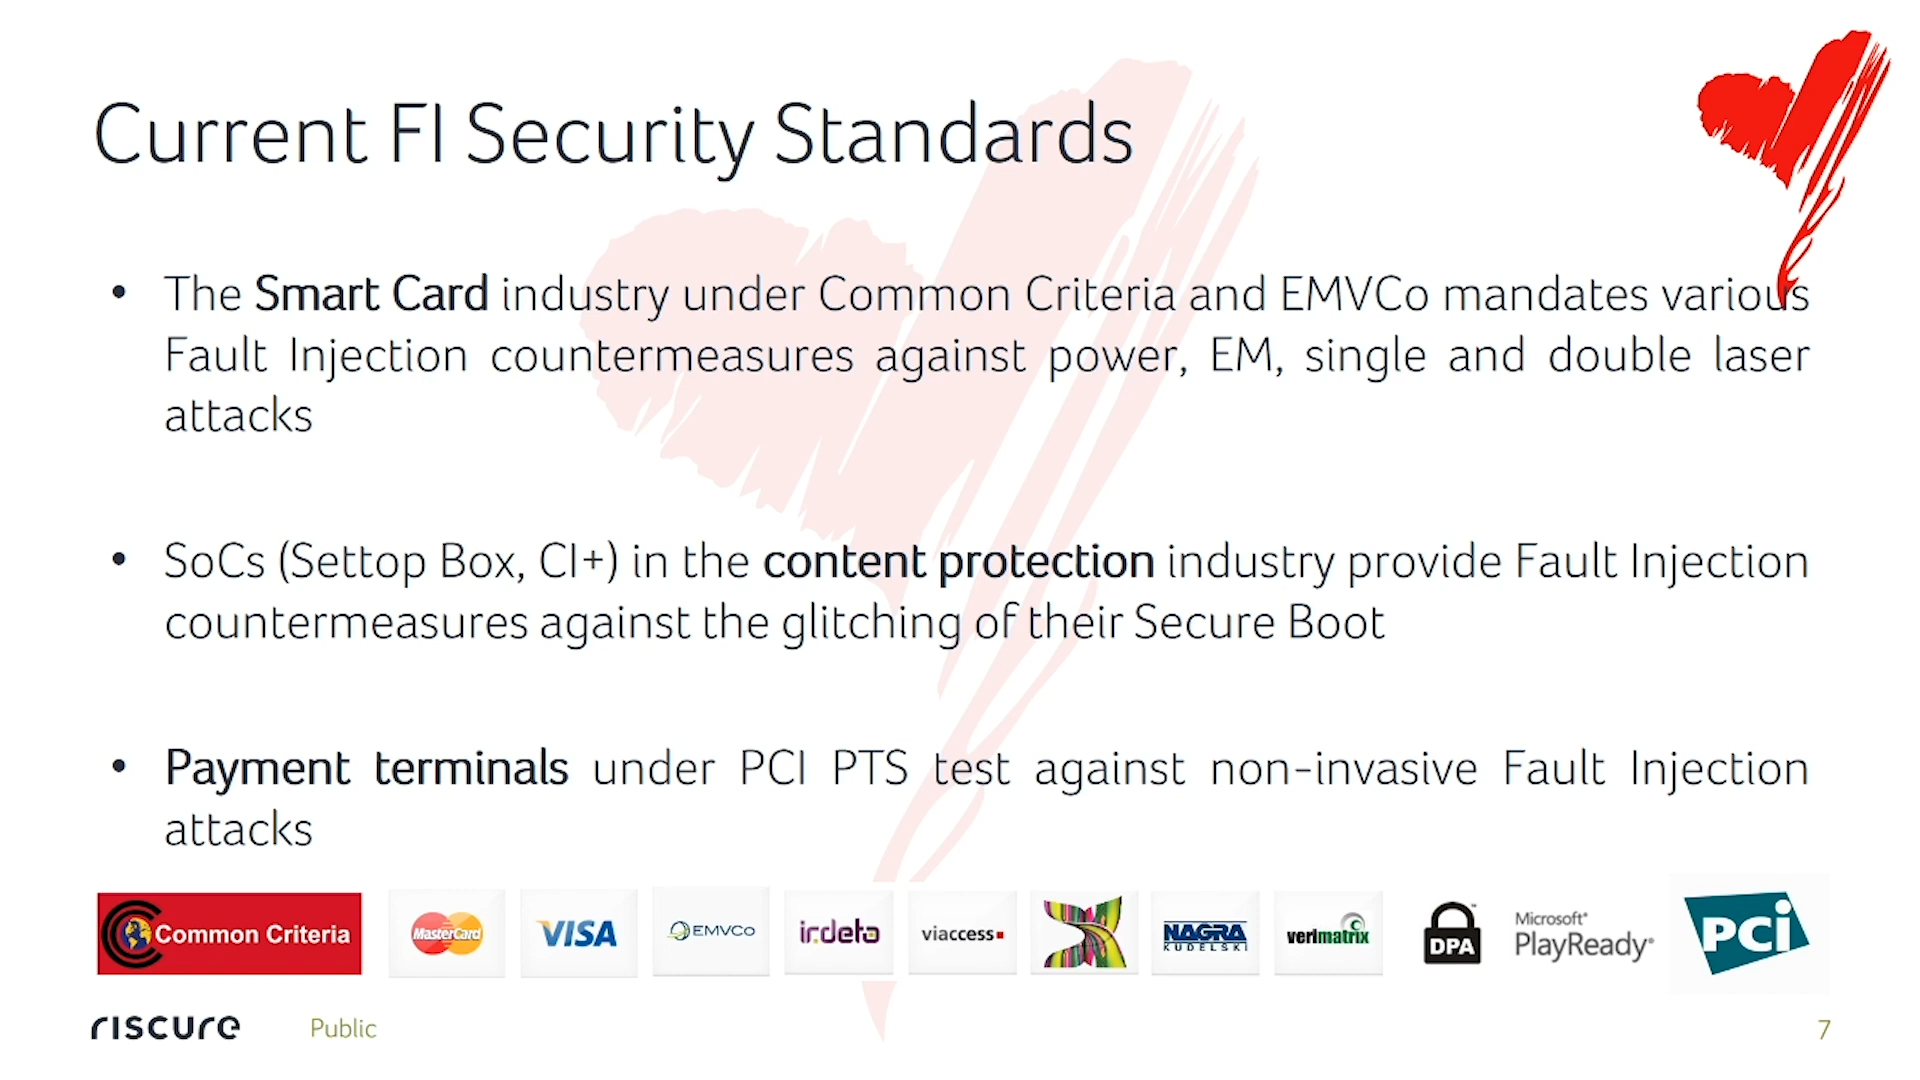 Current FI Security Standards
• The Smart Card industry under Common Criteria and EMVCo mandates various
Fault Injection countermeasures against power, EM, single and double laser
attacks
• SoCs (Settop Box, CI+) in the content protection industry provide Fault Injection
countermeasures against the glitching of their Secure Boot
• Payment terminals under PCI PTS test against non-invasive Fault Injection
attacks
Common Criteria
MasterCard
VISA
EMVCo
irdeto
viaccess
NAGRA
KUDELSKI
verimatrix
DPA
Microsoft®
PlayReady®
PCi
riscure
Public
7